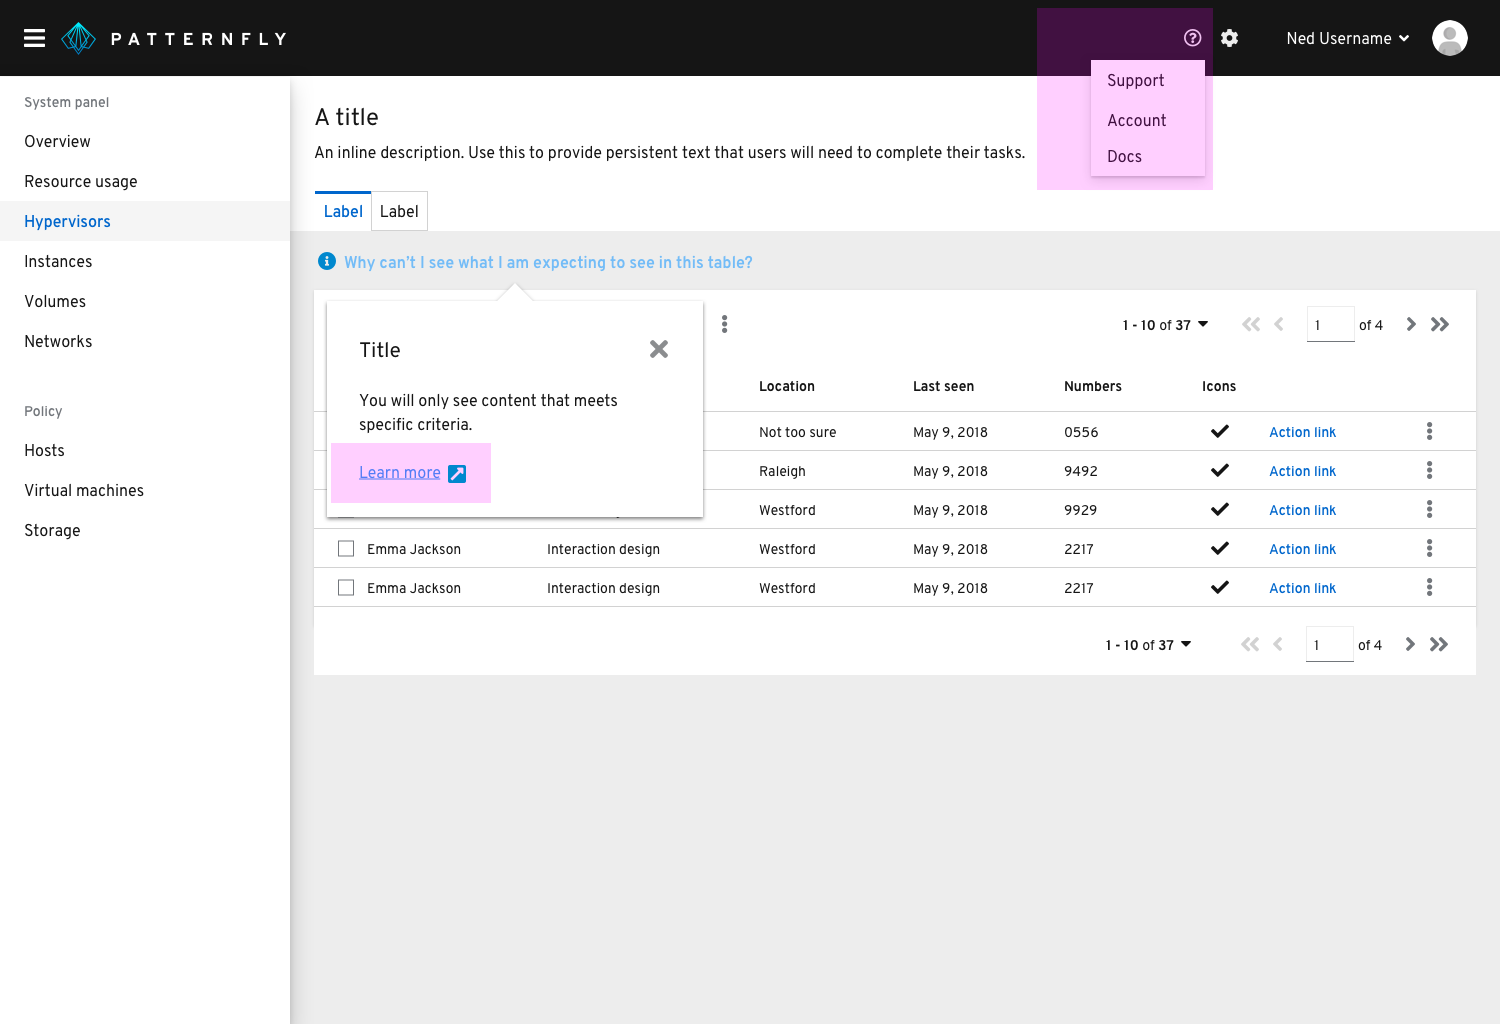 PATTERNFLY
Ned Username
Support
Account
Docs
System panel
Overview
Resource usage
Hypervisors
Instances
Volumes
Networks
Policy
Hosts
Virtual machines
Storage
A title
An inline description. Use this to provide persistent text that users will need to complete their tasks.
Label Label
Why can't I see what I am expecting to see in this table?
Title
You will only see content that meets
specific criteria.
Learn more
1 - 10 of 37 1 of 4
Location Last seen Numbers Icons
Not too sure May 9, 2018 0556 Action link
Raleigh May 9, 2018 9492 Action link
Westford May 9, 2018 9929 Action link
Emma Jackson Interaction design Westford May 9, 2018 2217 Action link
Emma Jackson Interaction design Westford May 9, 2018 2217 Action link
1 - 10 of 37 1 of 4